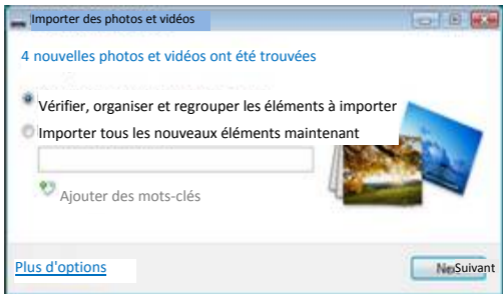 Importer des photos et vidéos
4 nouvelles photos et vidéos ont été trouvées
Vérifier, organiser et regrouper les éléments à importer
Importer tous les nouveaux éléments maintenant
Ajouter des mots-clés
Plus d'options
Suivant